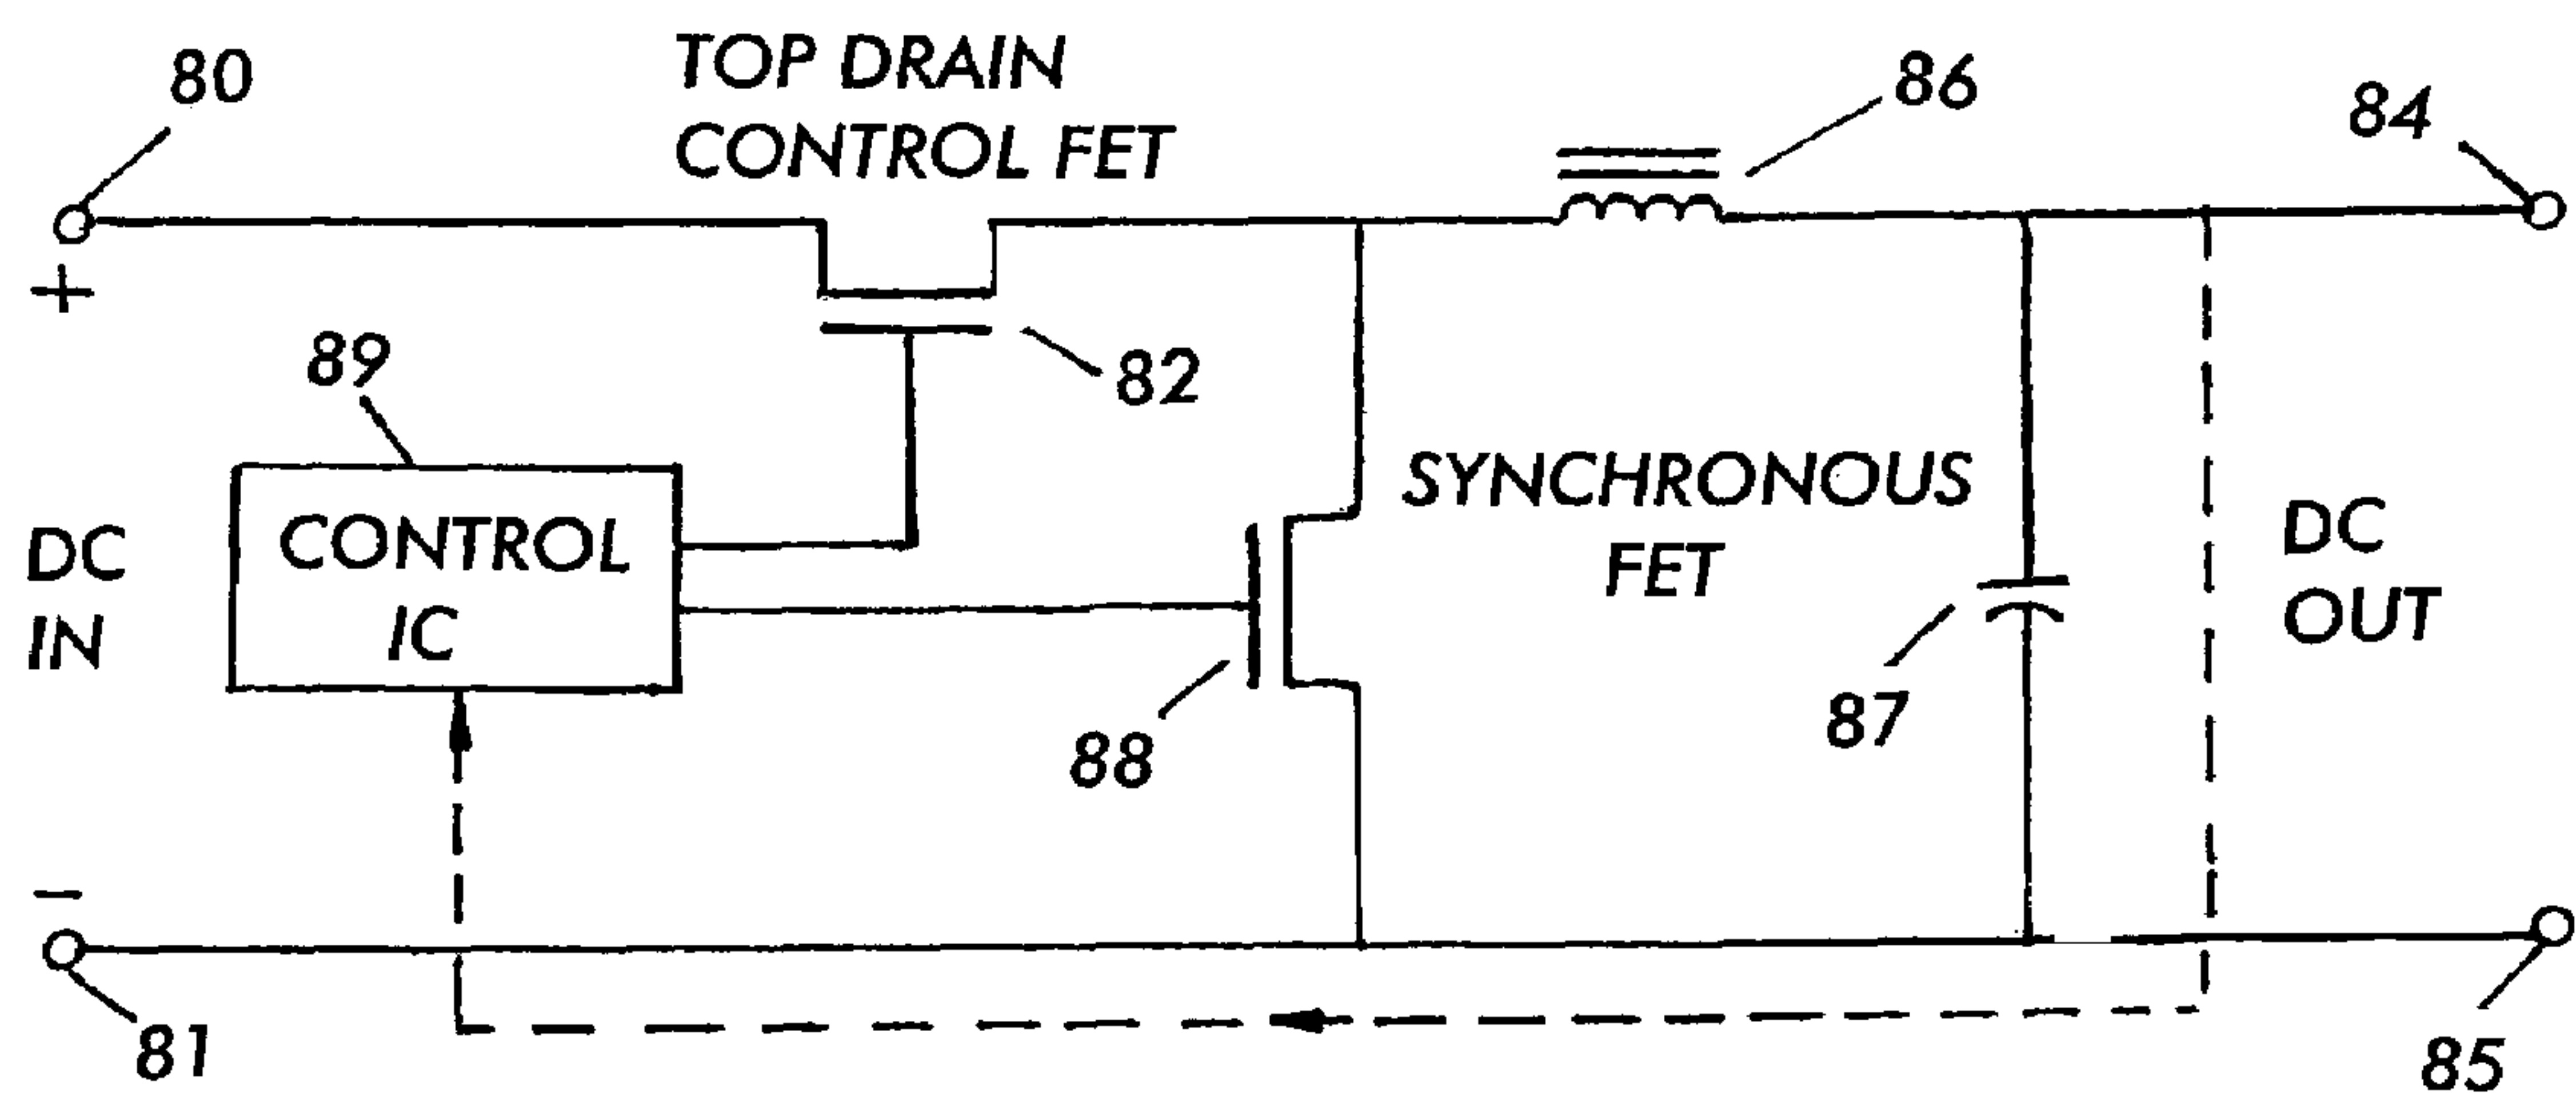 80
TOP DRAIN
CONTROL FET
86
84
+
89
82
CONTROL
IC
DC
IN
SYNCHRONOUS
FET
DC
OUT
88
87
-
81
85